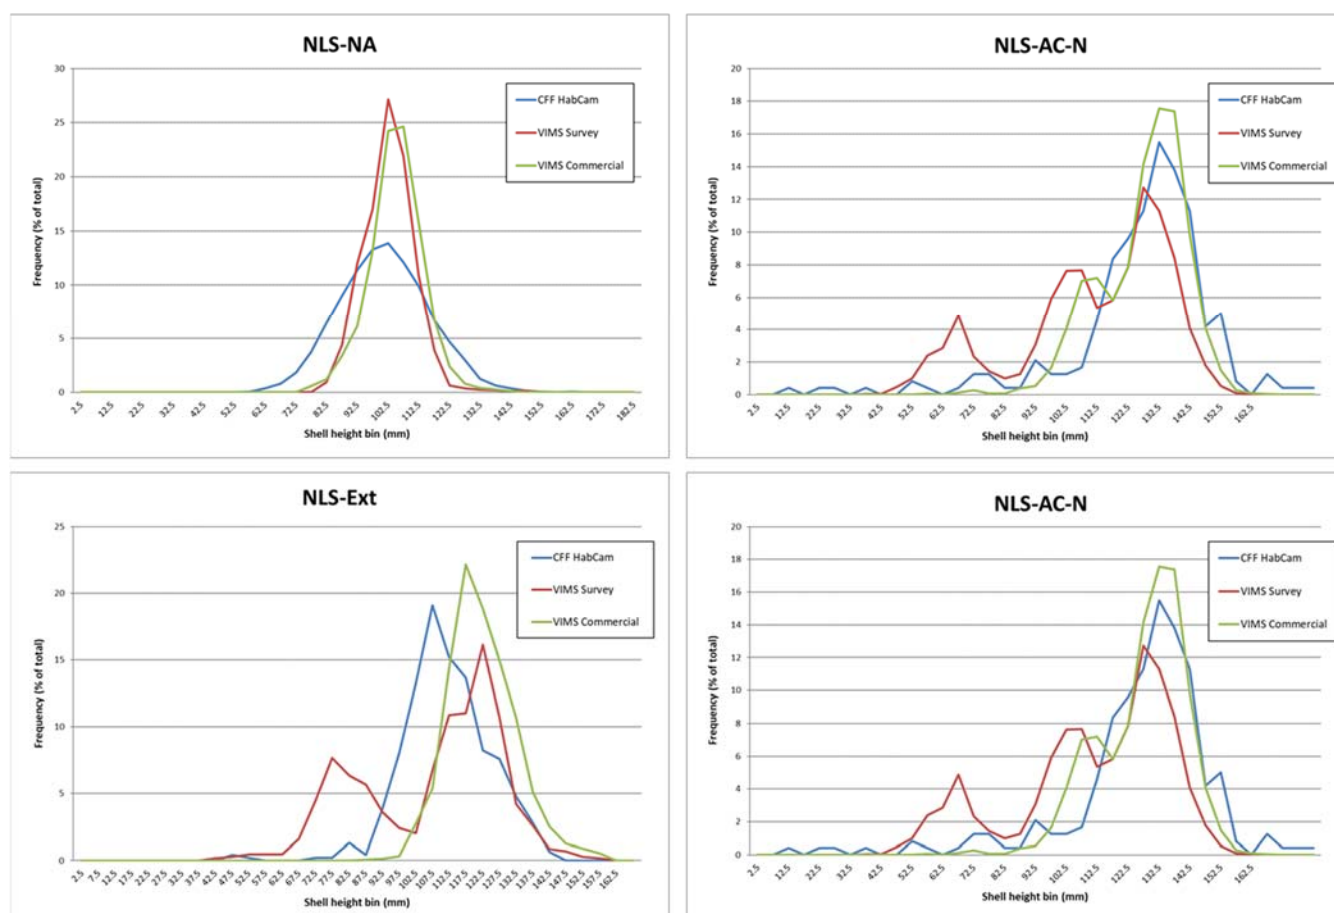 NLS-NA
30
25
20
15
10
5
0
Frequency (% of total)
CFF HabCam
VIMS Survey
VIMS Commercial
2.5 12.5 22.5 32.5 42.5 52.5 62.5 72.5 82.5 92.5 102.5 112.5 122.5 132.5 142.5 152.5 162.5 172.5 182.5
Shell height bin (mm)
NLS-AC-N
20
18
16
14
12
10
8
6
4
2
0
Frequency (% of total)
CFF HabCam
VIMS Survey
VIMS Commercial
2.5 12.5 22.5 32.5 42.5 52.5 62.5 72.5 82.5 92.5 102.5 112.5 122.5 132.5 142.5 152.5 162.5
Shell height bin (mm)
NLS-Ext
25
20
15
10
5
0
Frequency (% of total)
CFF HabCam
VIMS Survey
VIMS Commercial
2.5 7.5 12.5 17.5 22.5 27.5 32.5 37.5 42.5 47.5 52.5 57.5 62.5 67.5 72.5 77.5 82.5 87.5 92.5 97.5 102.5 107.5 112.5 117.5 122.5 127.5 132.5 137.5 142.5 147.5 152.5 157.5 162.5
Shell height bin (mm)
NLS-AC-N
20
18
16
14
12
10
8
6
4
2
0
Frequency (% of total)
CFF HabCam
VIMS Survey
VIMS Commercial
2.5 12.5 22.5 32.5 42.5 52.5 62.5 72.5 82.5 92.5 102.5 112.5 122.5 132.5 142.5 152.5 162.5
Shell height bin (mm)